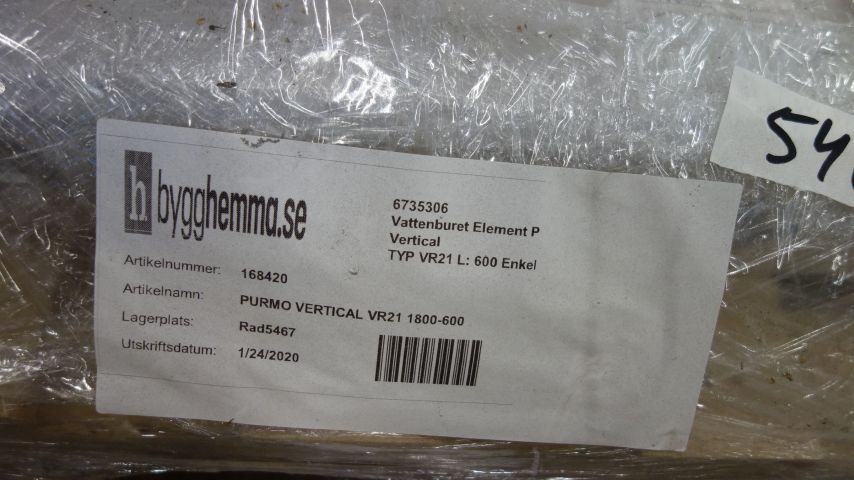 h bygghemma.se
6735306
Vattenburet Element P
Vertical
TYP VR21 L: 600 Enkel
Artikelnummer: 168420
Artikelnamn: PURMO VERTICAL VR21 1800-600
Lagerplats: Rad5467
Utskriftsdatum: 1/24/2020